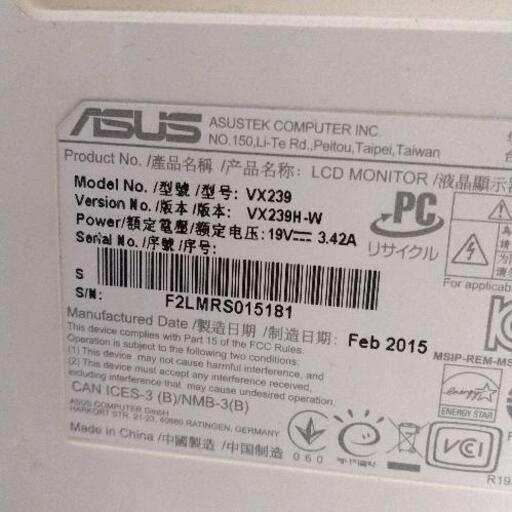 ASUS
ASUSTEK COMPUTER INC.
NO.150,Li-Te Rd.,Peitou,Taipei,Taiwan
Product No. /產品名稱 /产品名称: LCD MONITOR /液晶顯示
Model No. /型號 /型号: VX239
Version No. /版本 /版本: VX239H-W
Power/額定電壓/额定电压:19V⎓ 3.42A
Serial No. /序號 /序号:
PC
リサイクル
S
S/N:
F2LMRS015181
For applicabl
Manufactured Date /製造日期 /制造日期: Feb 2015
This device complies with Part 15 of the FCC Rules.
Operation is subject to the following two conditions:
(1) This device may not cause harmful interference, and
(2) This device must accept any interference received,
including interference that may cause undesired operation.
MSIP-REM-MS
CAN ICES-3 (B)/NMB-3(B)
ASUS COMPUTER GmbH
HARKORT STR. 21-23, 40880 RATINGEN, GERMANY
Made in China /中國製造 /中国制造
060
energy
ENERGY STAR
VCCI
R19